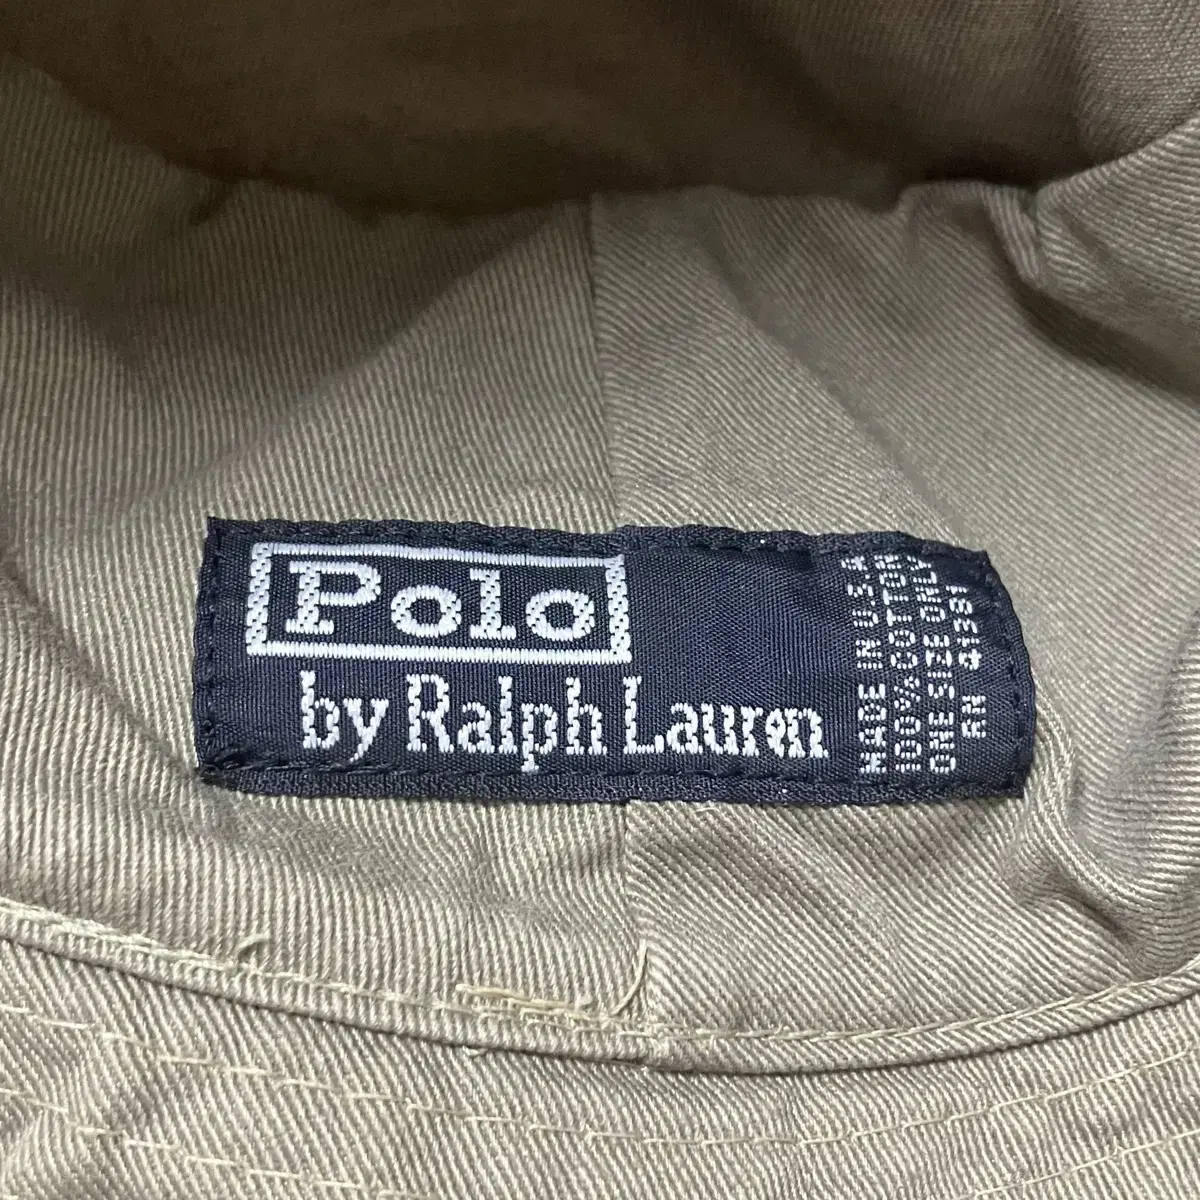 Polo
by Ralph Lauren
MADE IN U.S.A
100% COTTON
ONE SIZE ONLY
RN 41381